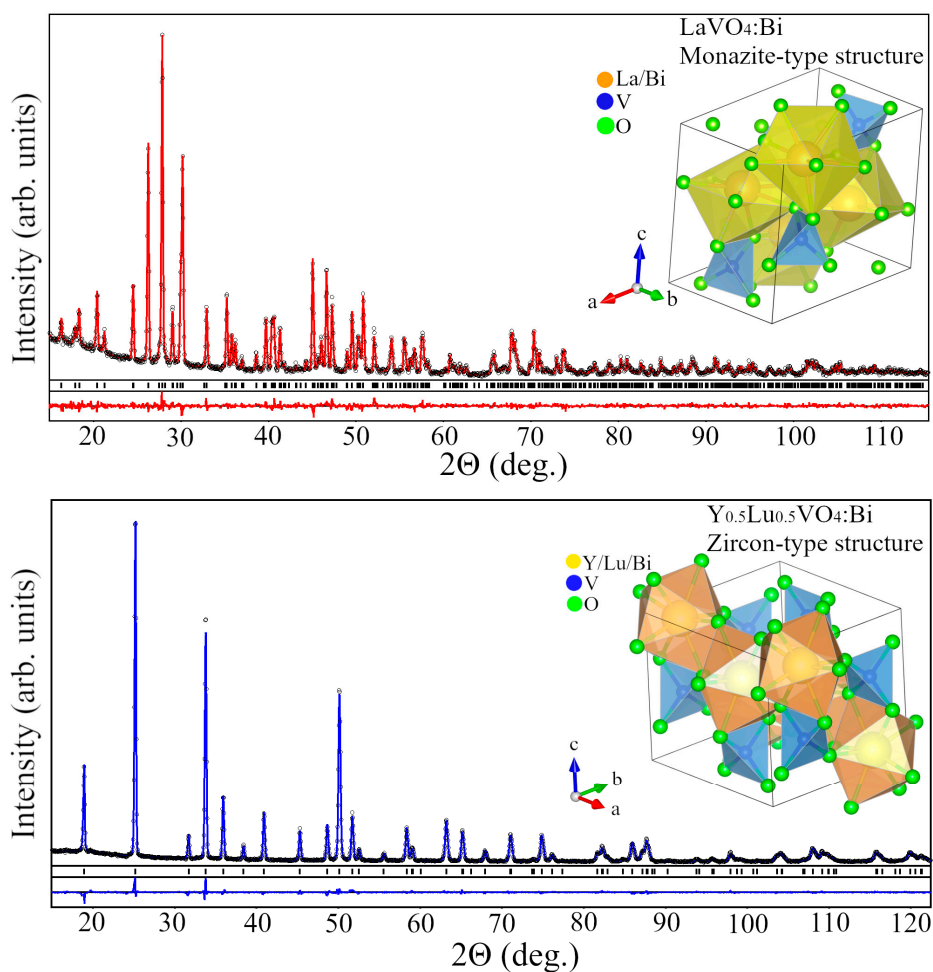 LaVO₄:Bi
Monazite-type structure
La/Bi
V
O
c
a
b
Intensity (arb. units)
20 30 40 50 60 70 80 90 100 110
2Θ (deg.)
Y₀.₅Lu₀.₅VO₄:Bi
Zircon-type structure
Y/Lu/Bi
V
O
c
b
a
Intensity (arb. units)
20 30 40 50 60 70 80 90 100 110 120
2Θ (deg.)